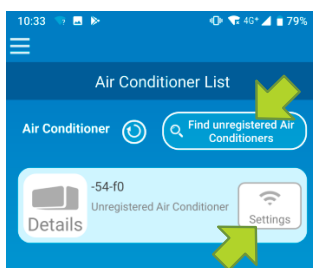 10:33 4G+ 79%
Air Conditioner List
Air Conditioner
Find unregistered Air
Conditioners
-54-f0
Unregistered Air Conditioner
Details
Settings